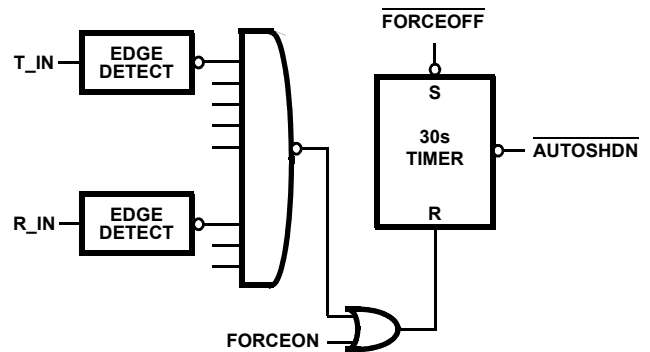 FORCEOFF
T_IN
EDGE
DETECT
S
30s
TIMER
AUTOSHDN
R_IN
EDGE
DETECT
R
FORCEON